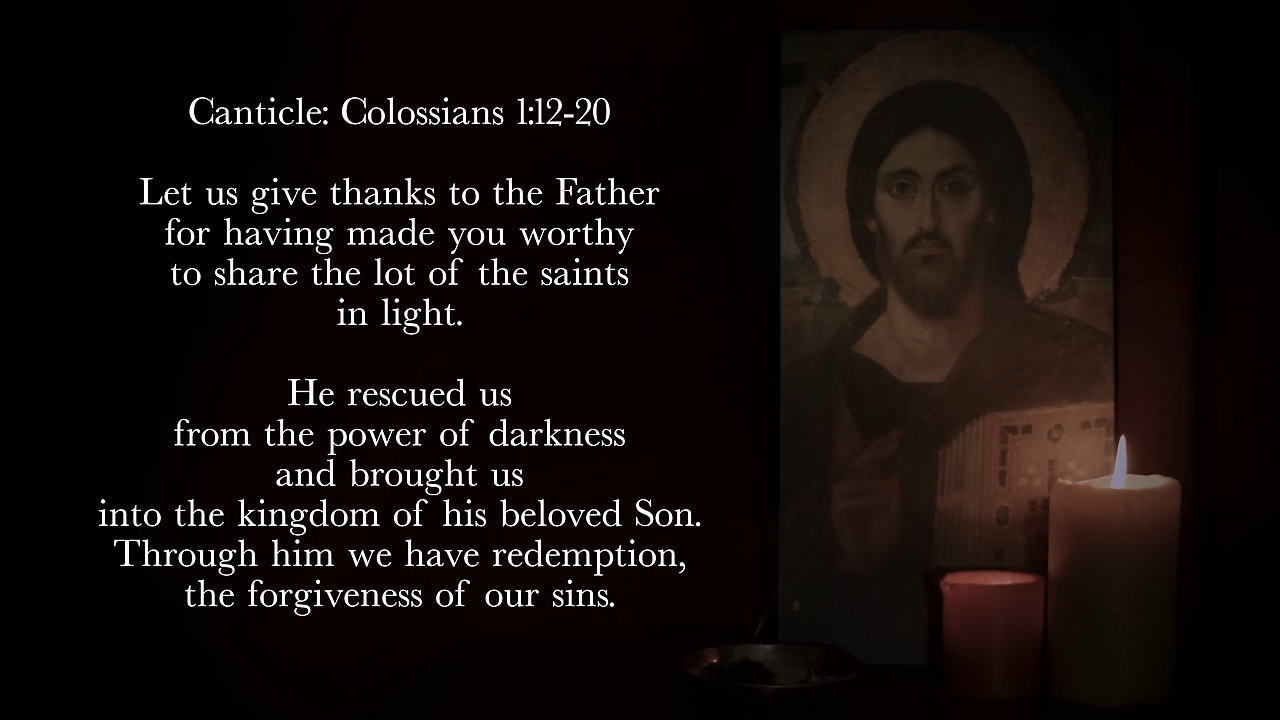 Canticle: Colossians 1:12-20
Let us give thanks to the Father
for having made you worthy
to share the lot of the saints
in light.
He rescued us
from the power of darkness
and brought us
into the kingdom of his beloved Son.
Through him we have redemption,
the forgiveness of our sins.